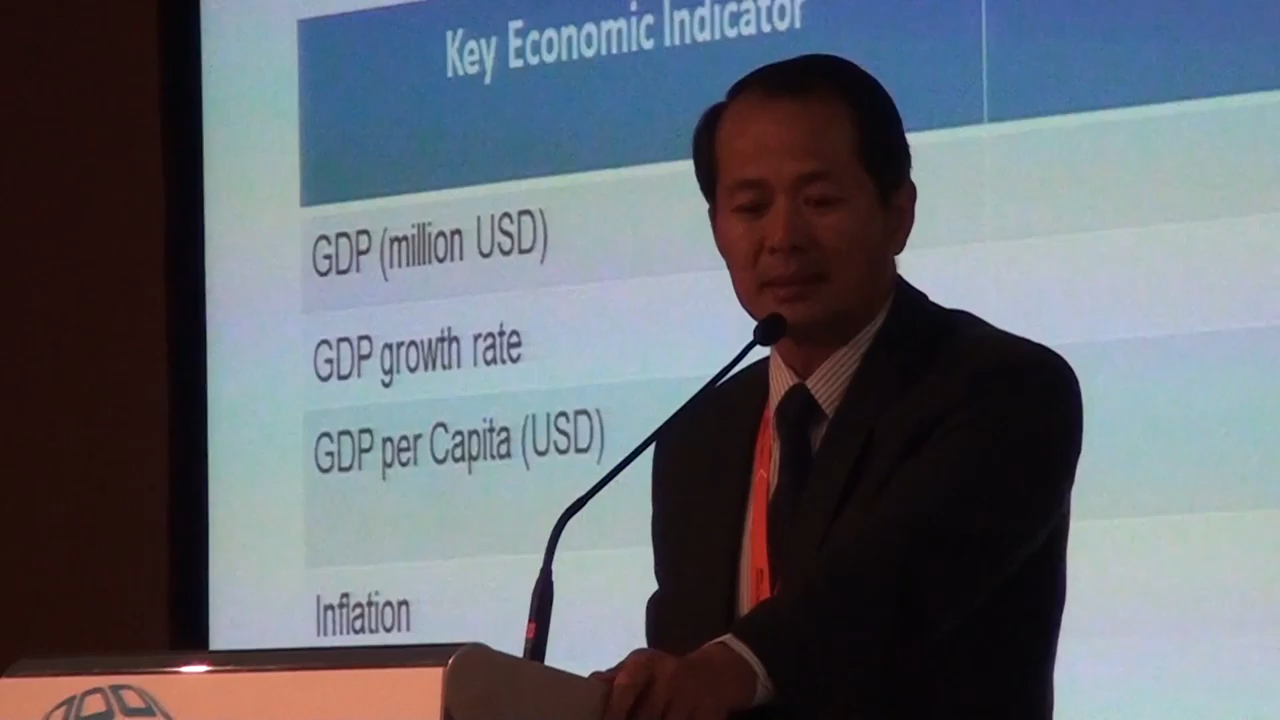 Key Economic Indicator
GDP (million USD)
GDP growth rate
GDP per Capita (USD)
Inflation